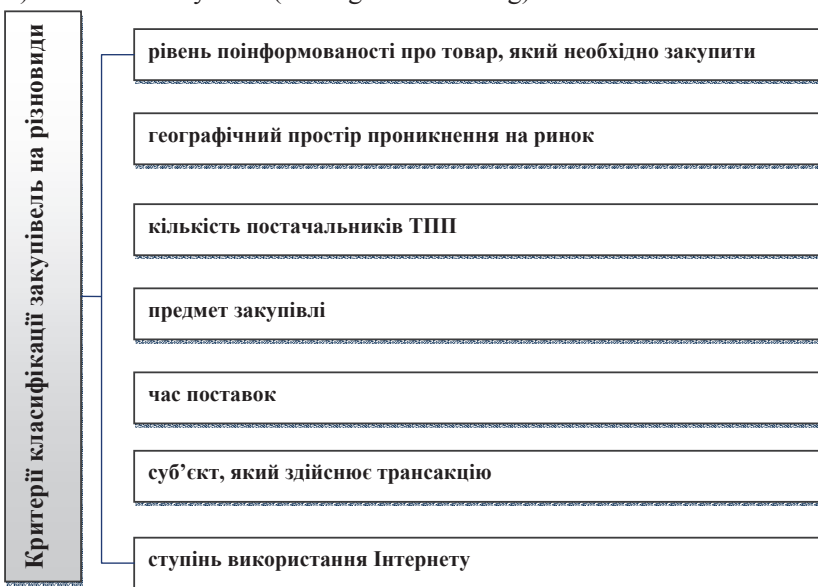 Критерії класифікації закупівель на різновиди
рівень поінформованості про товар, який необхідно закупити
географічний простір проникнення на ринок
кількість постачальників ТПП
предмет закупівлі
час поставок
суб’єкт, який здійснює трансакцію
ступінь використання Інтернету